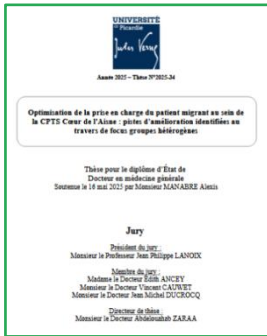 UNIVERSITÉ
de Picardie
Jules Verne
Année 2025 – Thèse N°2025-34
Optimisation de la prise en charge du patient migrant au sein de
la CPTS Cœur de l'Aisne : pistes d'amélioration identifiées au
travers de focus groupes hétérogènes
Thèse pour le diplôme d'État de
Docteur en médecine générale
Soutenue le 16 mai 2025 par Monsieur MANABRE Alexis
Jury
Président du jury :
Monsieur le Professeur Jean Philippe LANOIX
Membre du jury :
Madame le Docteur Edith ANCEY
Monsieur le Docteur Vincent CAUWET
Monsieur le Docteur Jean Michel DUCROCQ
Directeur de thèse :
Monsieur le Docteur Abdelouahab ZARAA